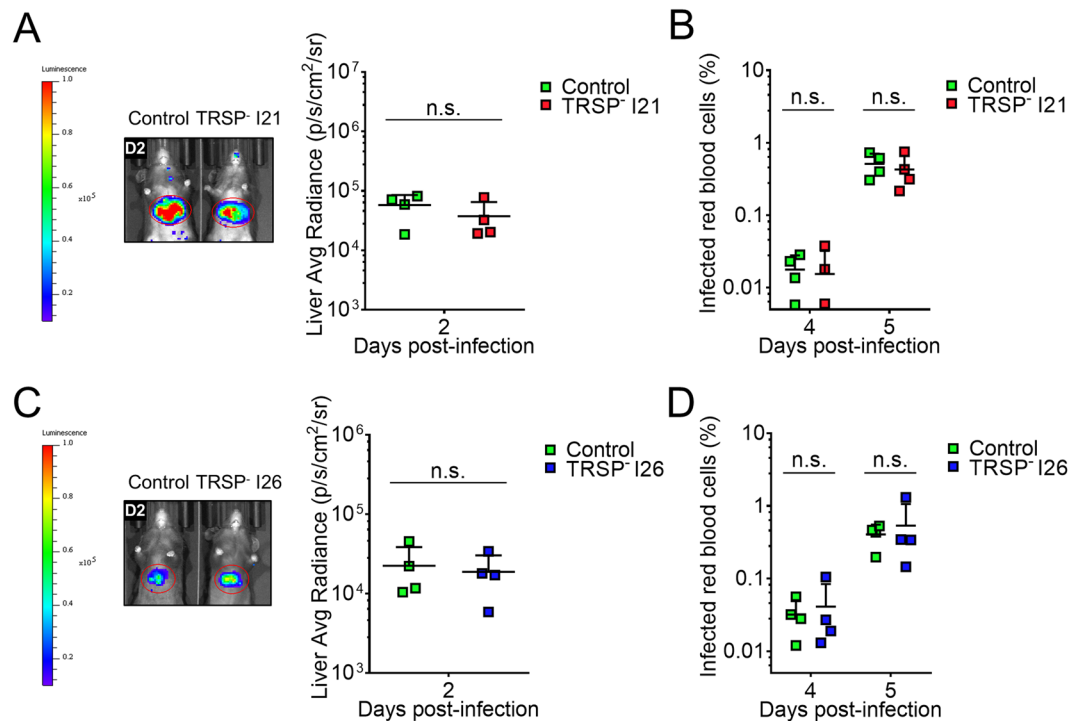 A
Luminescence
1.0
0.8
0.6
x10⁵
0.4
0.2
Control TRSP⁻ I21
D2
Liver Avg Radiance (p/s/cm²/sr)
10⁷
10⁶
10⁵
10⁴
10³
n.s.
2
Days post-infection
Control
TRSP⁻ I21
B
Infected red blood cells (%)
10
1
0.1
0.01
n.s.
n.s.
4
5
Days post-infection
Control
TRSP⁻ I21
C
Luminescence
1.0
0.8
0.6
x10⁵
0.4
0.2
Control TRSP⁻ I26
D2
Liver Avg Radiance (p/s/cm²/sr)
10⁶
10⁵
10⁴
10³
n.s.
2
Days post-infection
Control
TRSP⁻ I26
D
Infected red blood cells (%)
10
1
0.1
0.01
n.s.
n.s.
4
5
Days post-infection
Control
TRSP⁻ I26